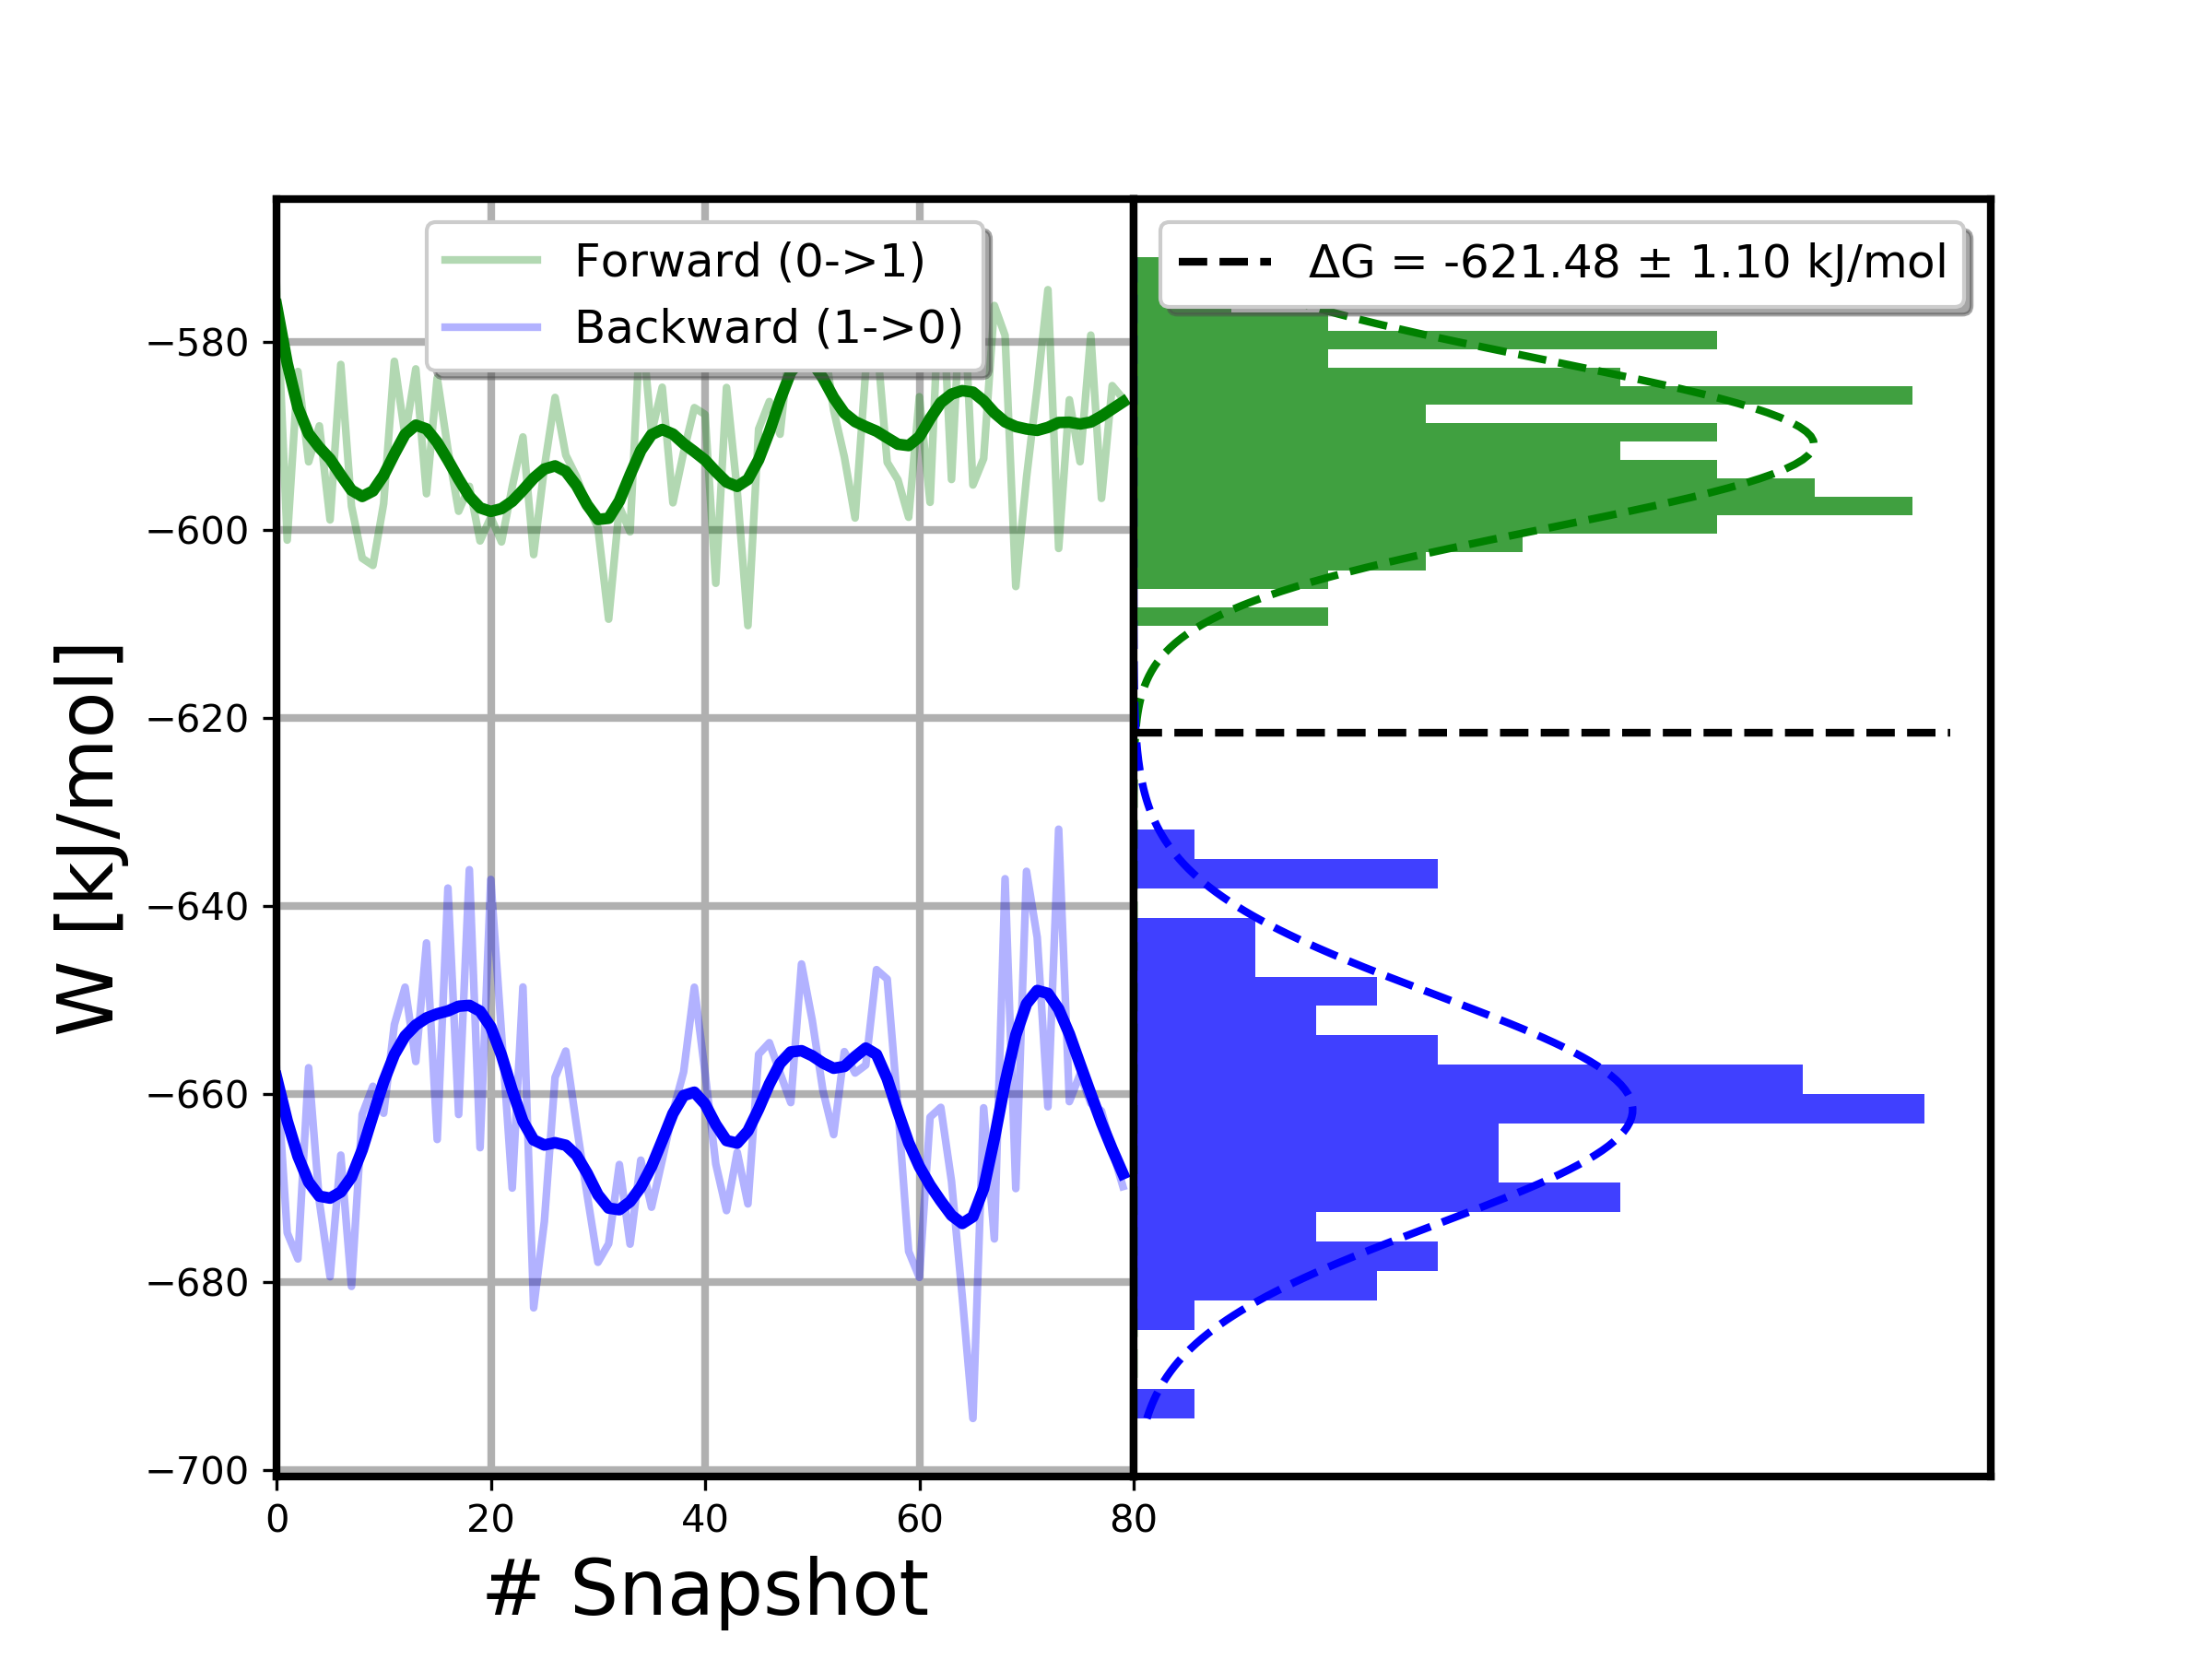 Forward (0->1)
Backward (1->0)
ΔG = -621.48 ± 1.10 kJ/mol
W [kJ/mol]
−580
−600
−620
−640
−660
−680
−700
0 20 40 60 80
# Snapshot